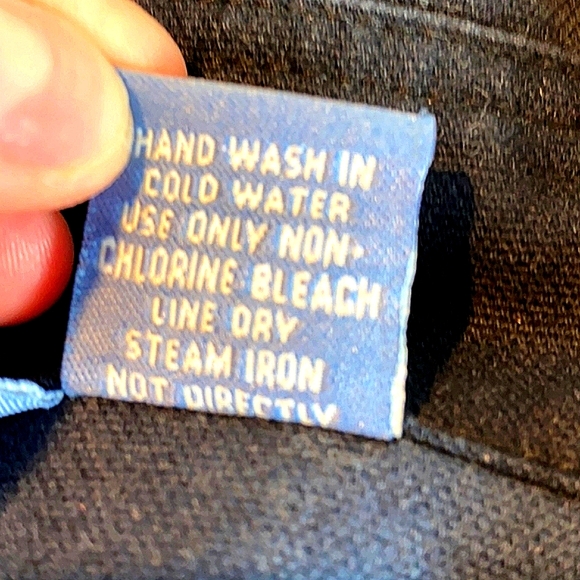 HAND WASH IN
COLD WATER
USE ONLY NON-
CHLORINE BLEACH
LINE DRY
STEAM IRON
NOT DIRECTLY